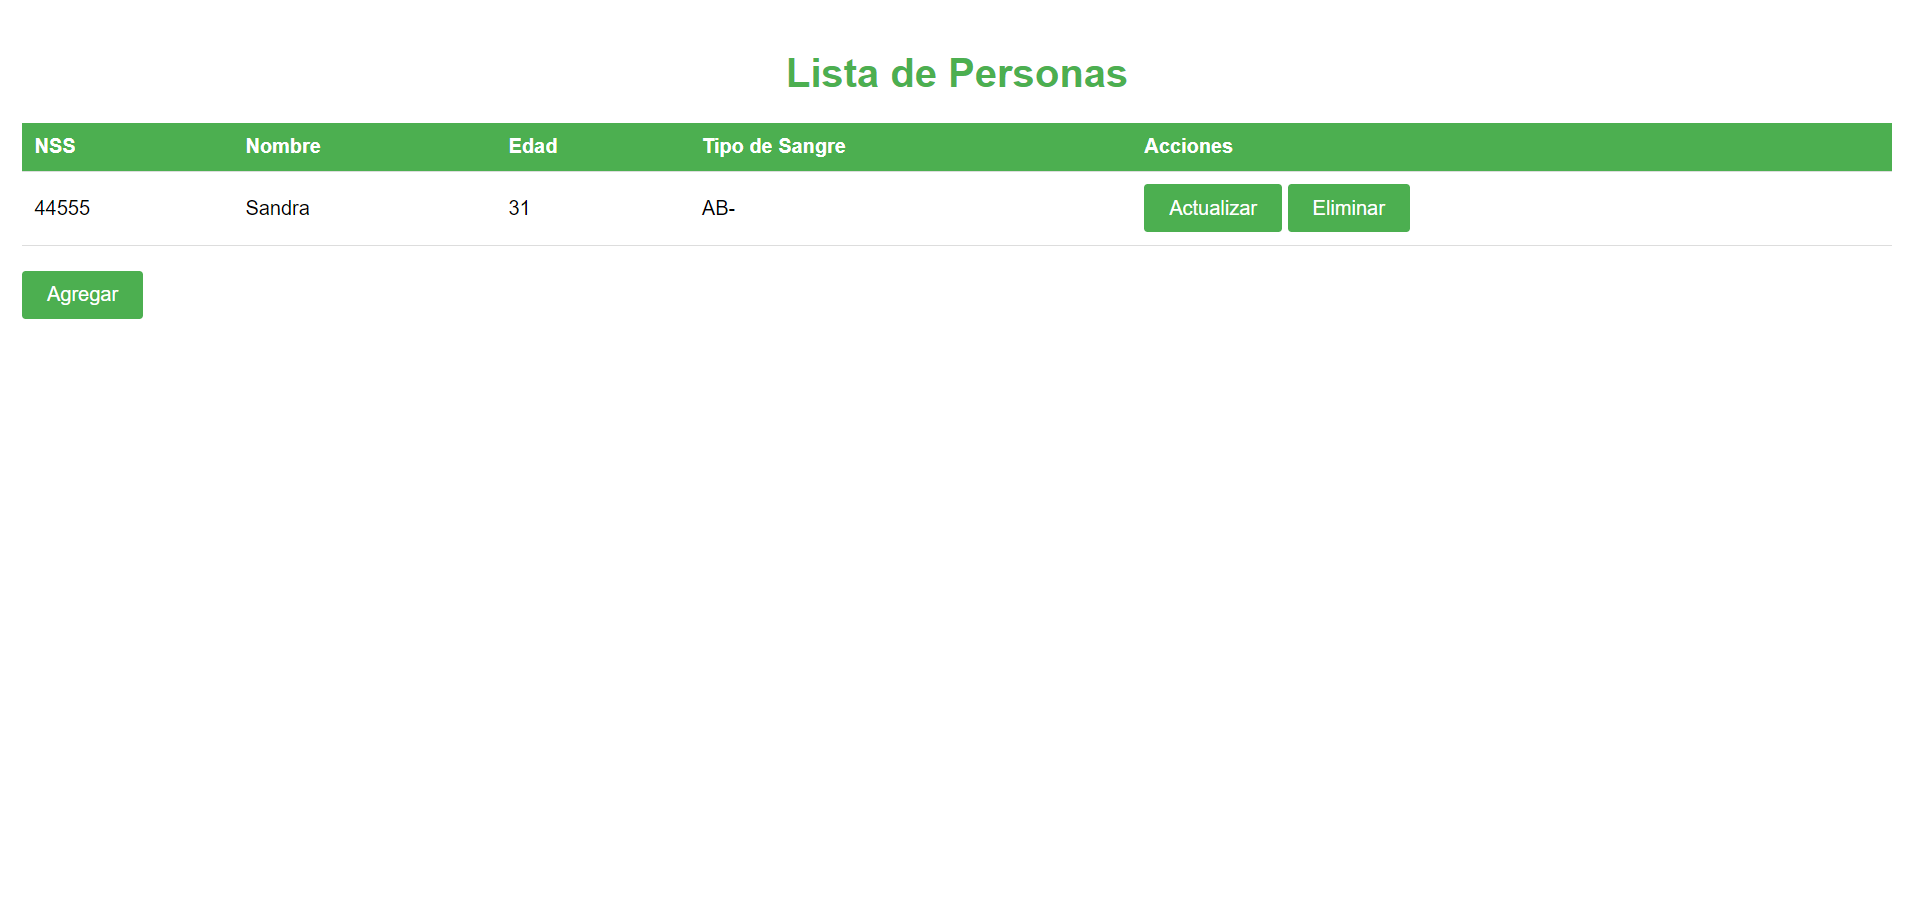 Lista de Personas
NSS Nombre Edad Tipo de Sangre Acciones
44555 Sandra 31 AB- Actualizar Eliminar
Agregar